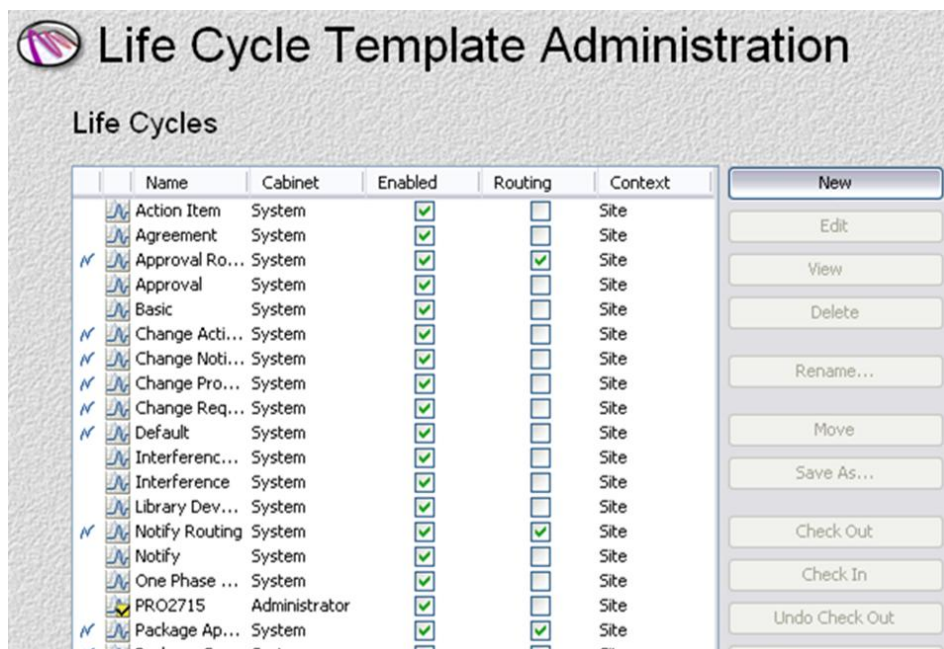 Life Cycle Template Administration
Life Cycles
Name Cabinet Enabled Routing Context
Action Item System Site
Agreement System Site
Approval Ro... System Site
Approval System Site
Basic System Site
Change Acti... System Site
Change Noti... System Site
Change Pro... System Site
Change Req... System Site
Default System Site
Interferenc... System Site
Interference System Site
Library Dev... System Site
Notify Routing System Site
Notify System Site
One Phase ... System Site
PRO2715 Administrator Site
Package Ap... System Site
New
Edit
View
Delete
Rename...
Move
Save As...
Check Out
Check In
Undo Check Out